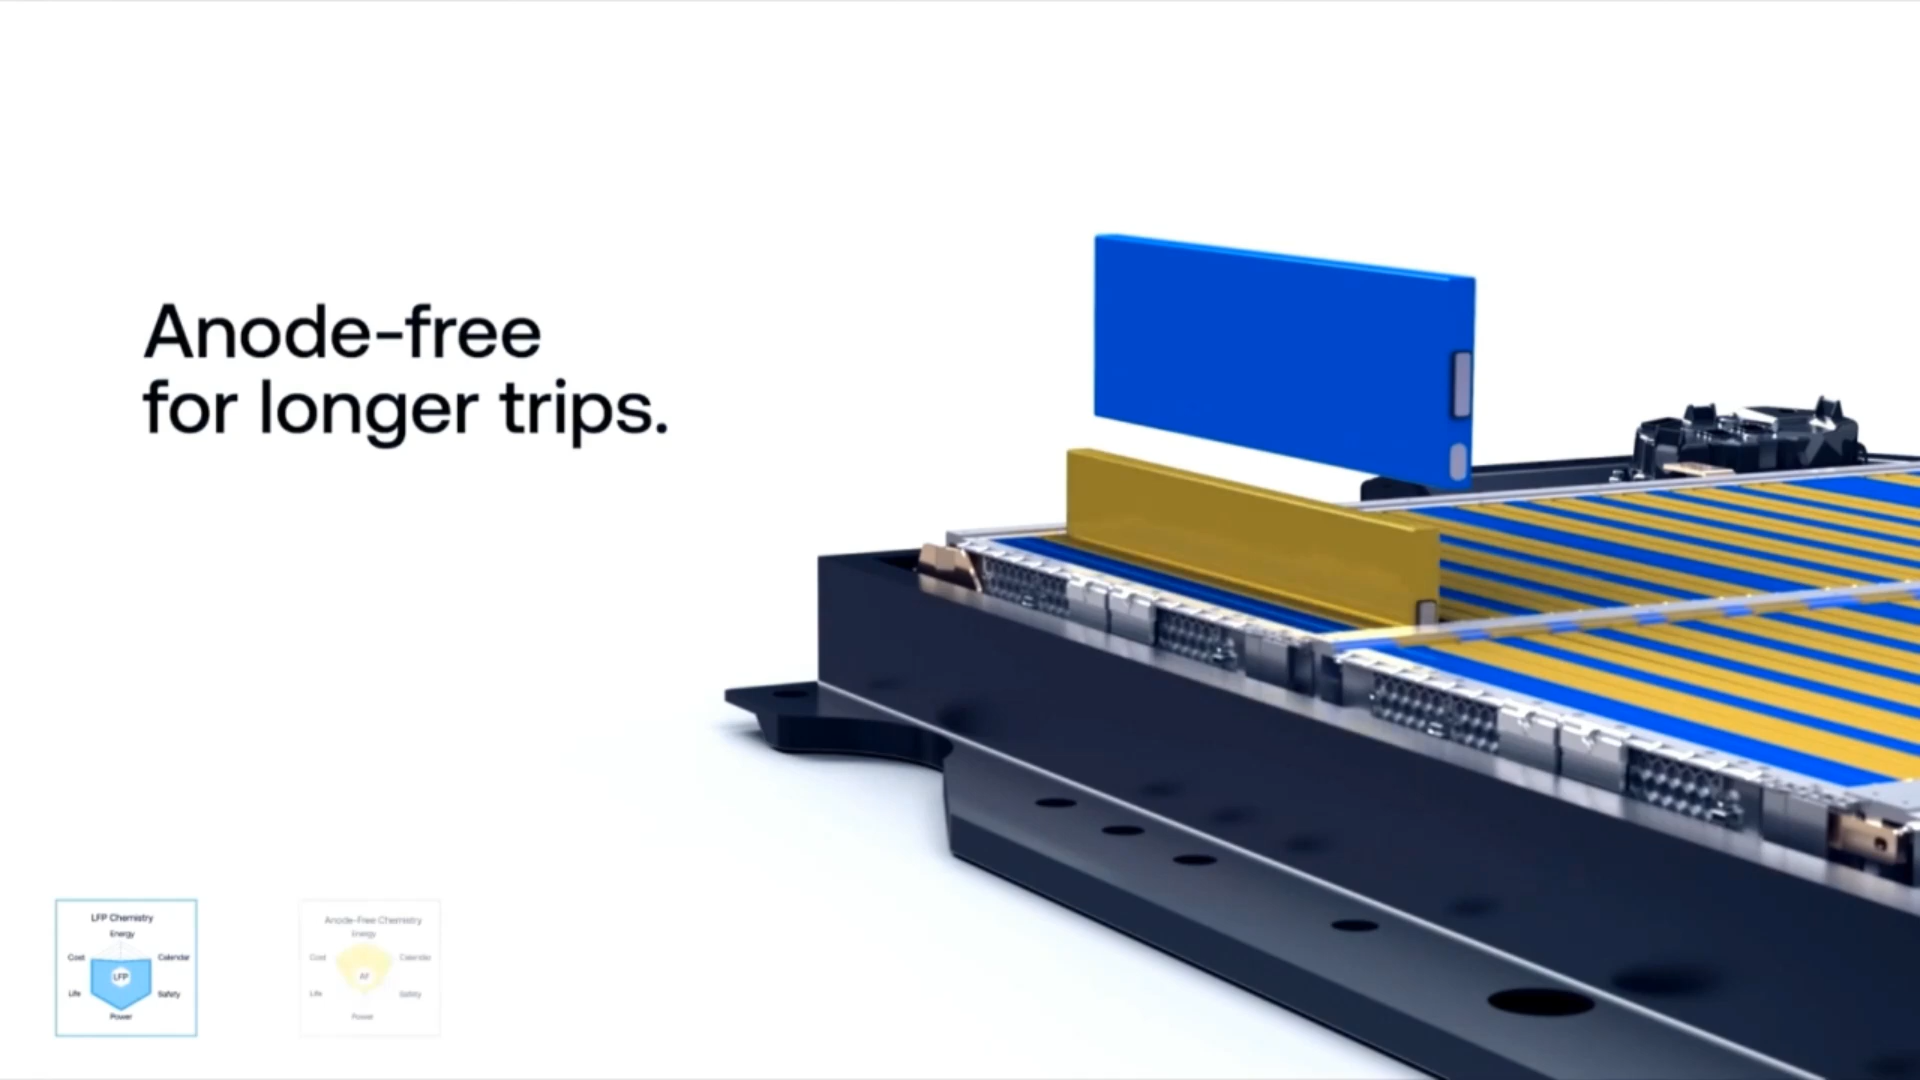 Anode-free
for longer trips.
LFP Chemistry
Energy
Cost
Calendar
LFP
Life
Safety
Power
Anode-Free Chemistry
Energy
Cost
Calendar
AF
Life
Safety
Power